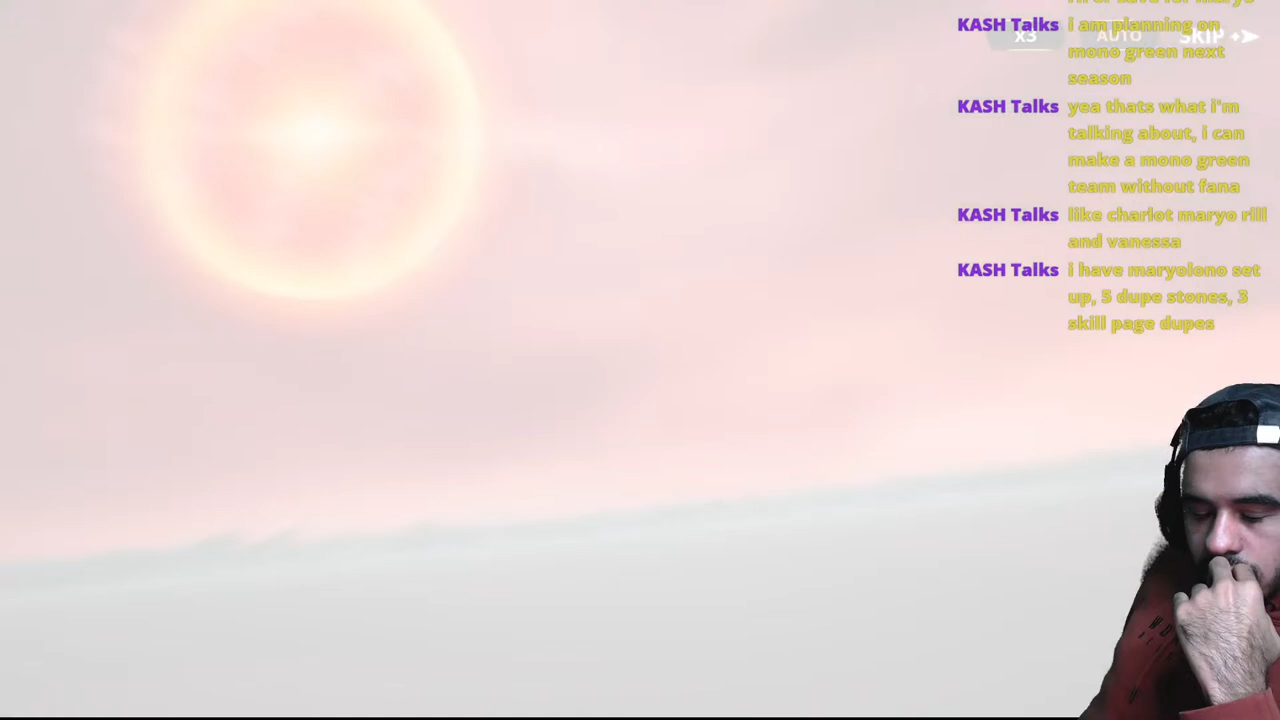 KASH Talks i am planning on
x3 AUTO SKIP
mono green next
season
KASH Talks yea thats what i'm
talking about, i can
make a mono green
team without fana
KASH Talks like charlot maryo rill
and vanessa
KASH Talks i have maryolono set
up, 5 dupe stones, 3
skill page dupes